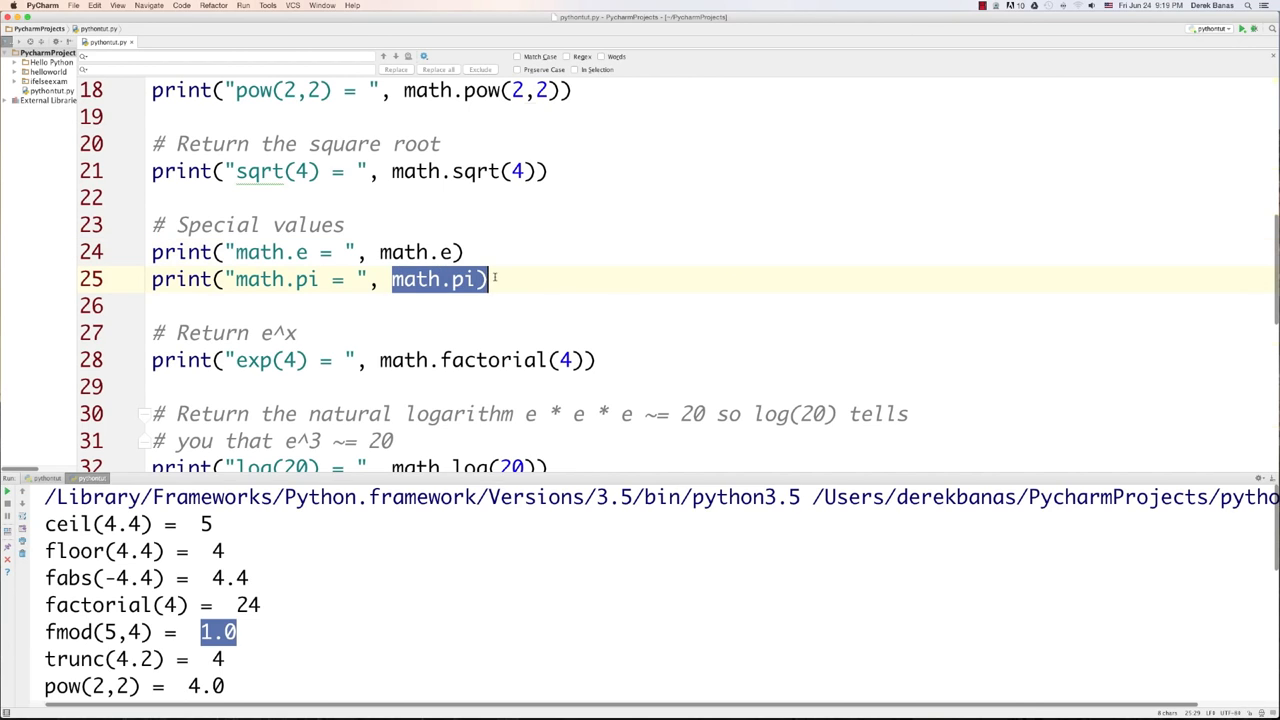 PyCharm File Edit View Navigate Code Refactor Run Tools VCS Window Help
10 Fri Jun 24 9:19 PM Derek Banas
pythontut.py - PycharmProjects - [~/PycharmProjects]
PycharmProjects pythontut.py pythontut
pythontut.py
PycharmProject
Hello Python
helloworld
ifelseexam
pythontut.py
External Librarie
Match Case Regex Words
Replace Replace all Exclude Preserve Case In Selection
18 print("pow(2,2) = ", math.pow(2,2))
19
20 # Return the square root
21 print("sqrt(4) = ", math.sqrt(4))
22
23 # Special values
24 print("math.e = ", math.e)
25 print("math.pi = ", math.pi)
26
27 # Return e^x
28 print("exp(4) = ", math.factorial(4))
29
30 # Return the natural logarithm e * e * e ~= 20 so log(20) tells
31 # you that e^3 ~= 20
32 print("log(20) = ", math.log(20))
Run: pythontut pythontut
/Library/Frameworks/Python.framework/Versions/3.5/bin/python3.5 /Users/derekbanas/PycharmProjects/pytho
ceil(4.4) = 5
floor(4.4) = 4
fabs(-4.4) = 4.4
factorial(4) = 24
fmod(5,4) = 1.0
trunc(4.2) = 4
pow(2,2) = 4.0
8 chars 25:29 LF≑ UTF-8≑